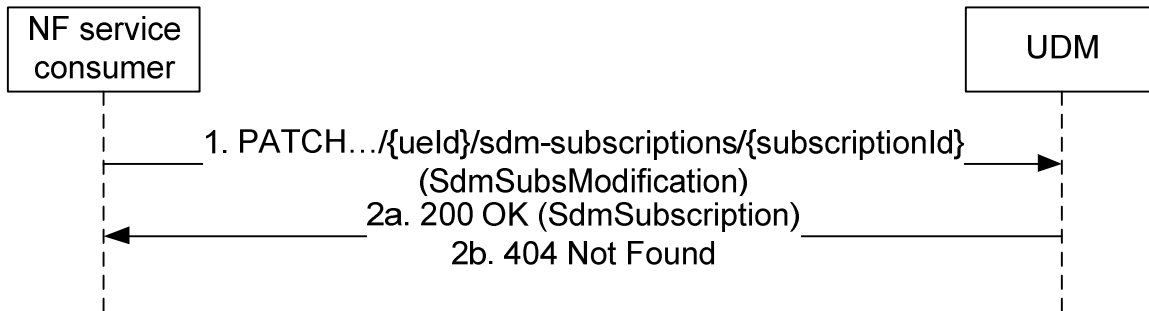 NF service
consumer
UDM
1. PATCH…/{ueId}/sdm-subscriptions/{subscriptionId}
(SdmSubsModification)
2a. 200 OK (SdmSubscription)
2b. 404 Not Found